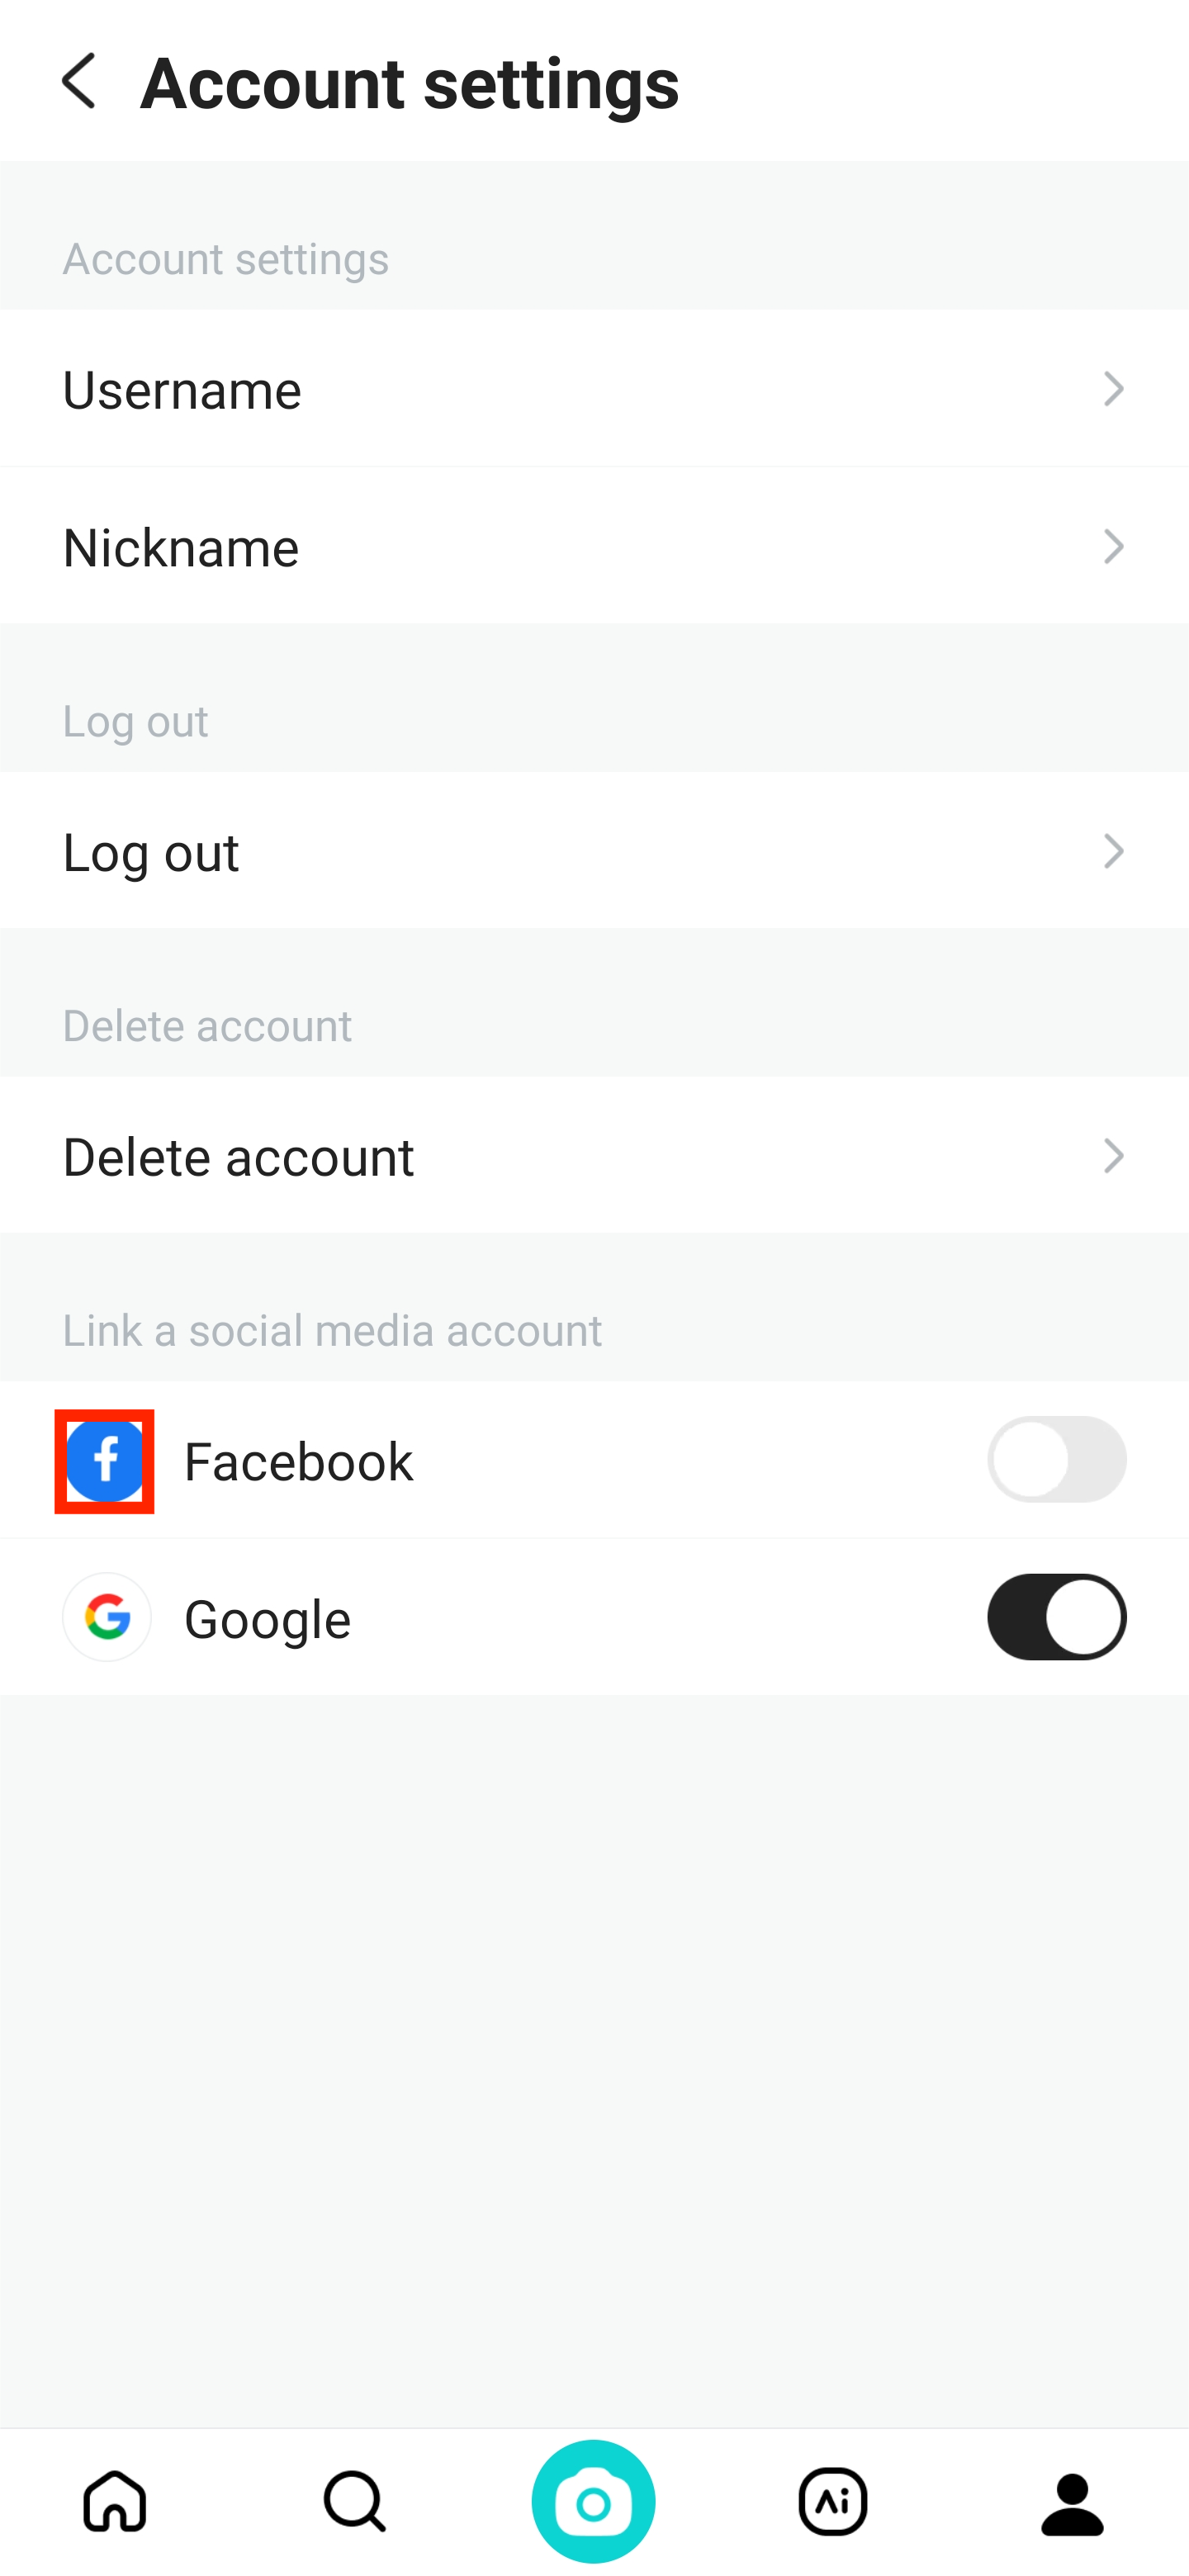 Account settings
Account settings
Username
Nickname
Log out
Log out
Delete account
Delete account
Link a social media account
f Facebook
G Google
Ai